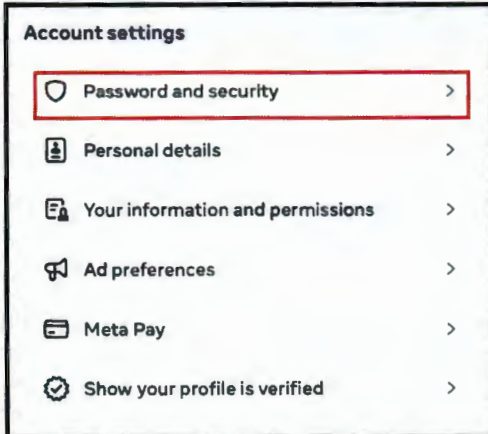 Account settings
Password and security
Personal details
Your information and permissions
Ad preferences
Meta Pay
Show your profile is verified